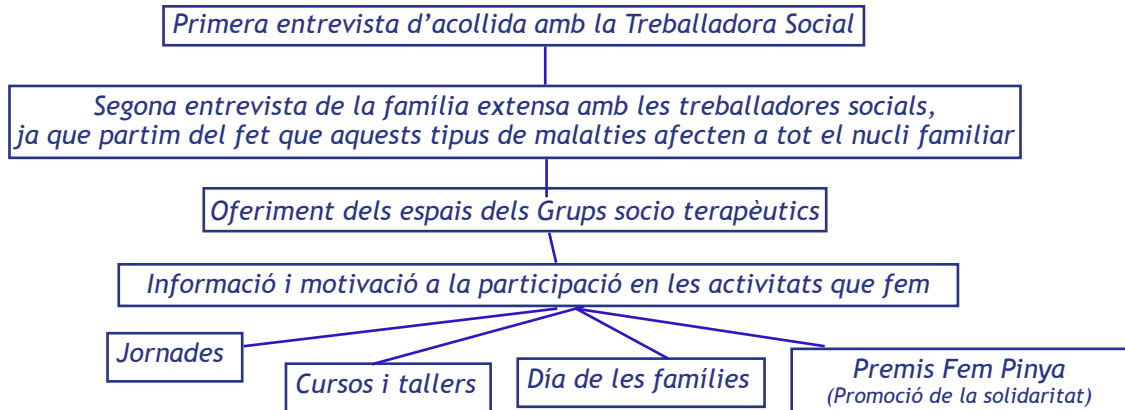 Primera entrevista d’acollida amb la Treballadora Social
Segona entrevista de la família extensa amb les treballadores socials,
ja que partim del fet que aquests tipus de malalties afecten a tot el nucli familiar
Oferiment dels espais dels Grups socio terapèutics
Informació i motivació a la participació en les activitats que fem
Jornades
Cursos i tallers
Día de les famílies
Premis Fem Pinya
(Promoció de la solidaritat)